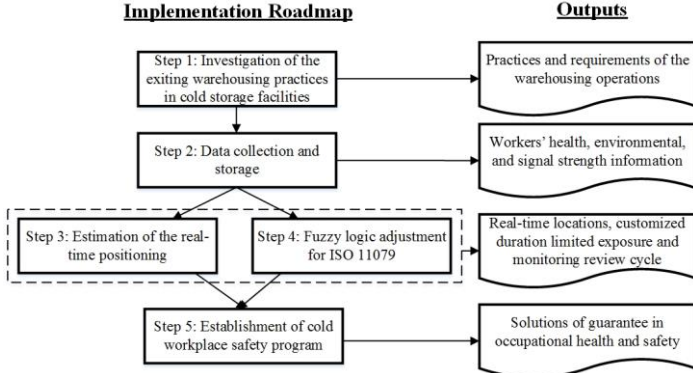 Implementation Roadmap
Outputs
Step 1: Investigation of the
exiting warehousing practices
in cold storage facilities
Practices and requirements of the
warehousing operations
Step 2: Data collection and
storage
Workers' health, environmental,
and signal strength information
Step 3: Estimation of the real-
time positioning
Step 4: Fuzzy logic adjustment
for ISO 11079
Real-time locations, customized
duration limited exposure and
monitoring review cycle
Step 5: Establishment of cold
workplace safety program
Solutions of guarantee in
occupational health and safety